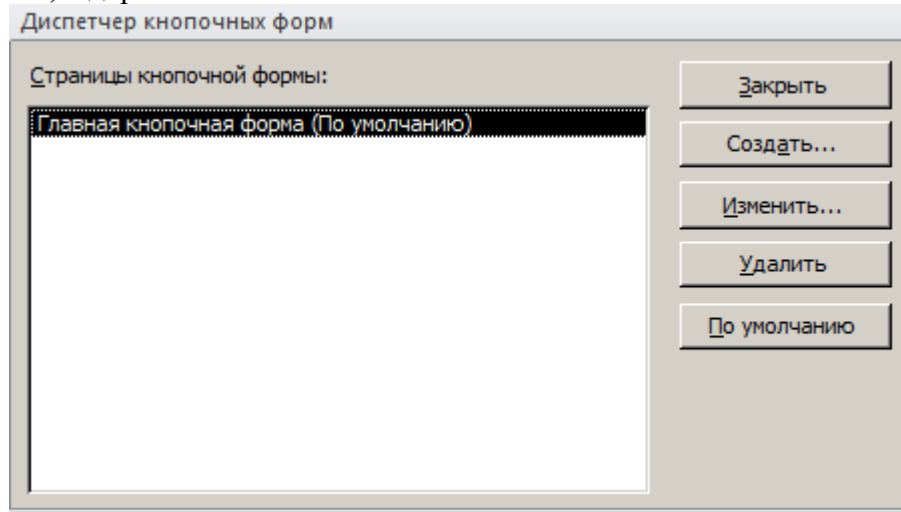 Диспетчер кнопочных форм
Страницы кнопочной формы:
Главная кнопочная форма (По умолчанию)
Закрыть
Создать...
Изменить...
Удалить
По умолчанию